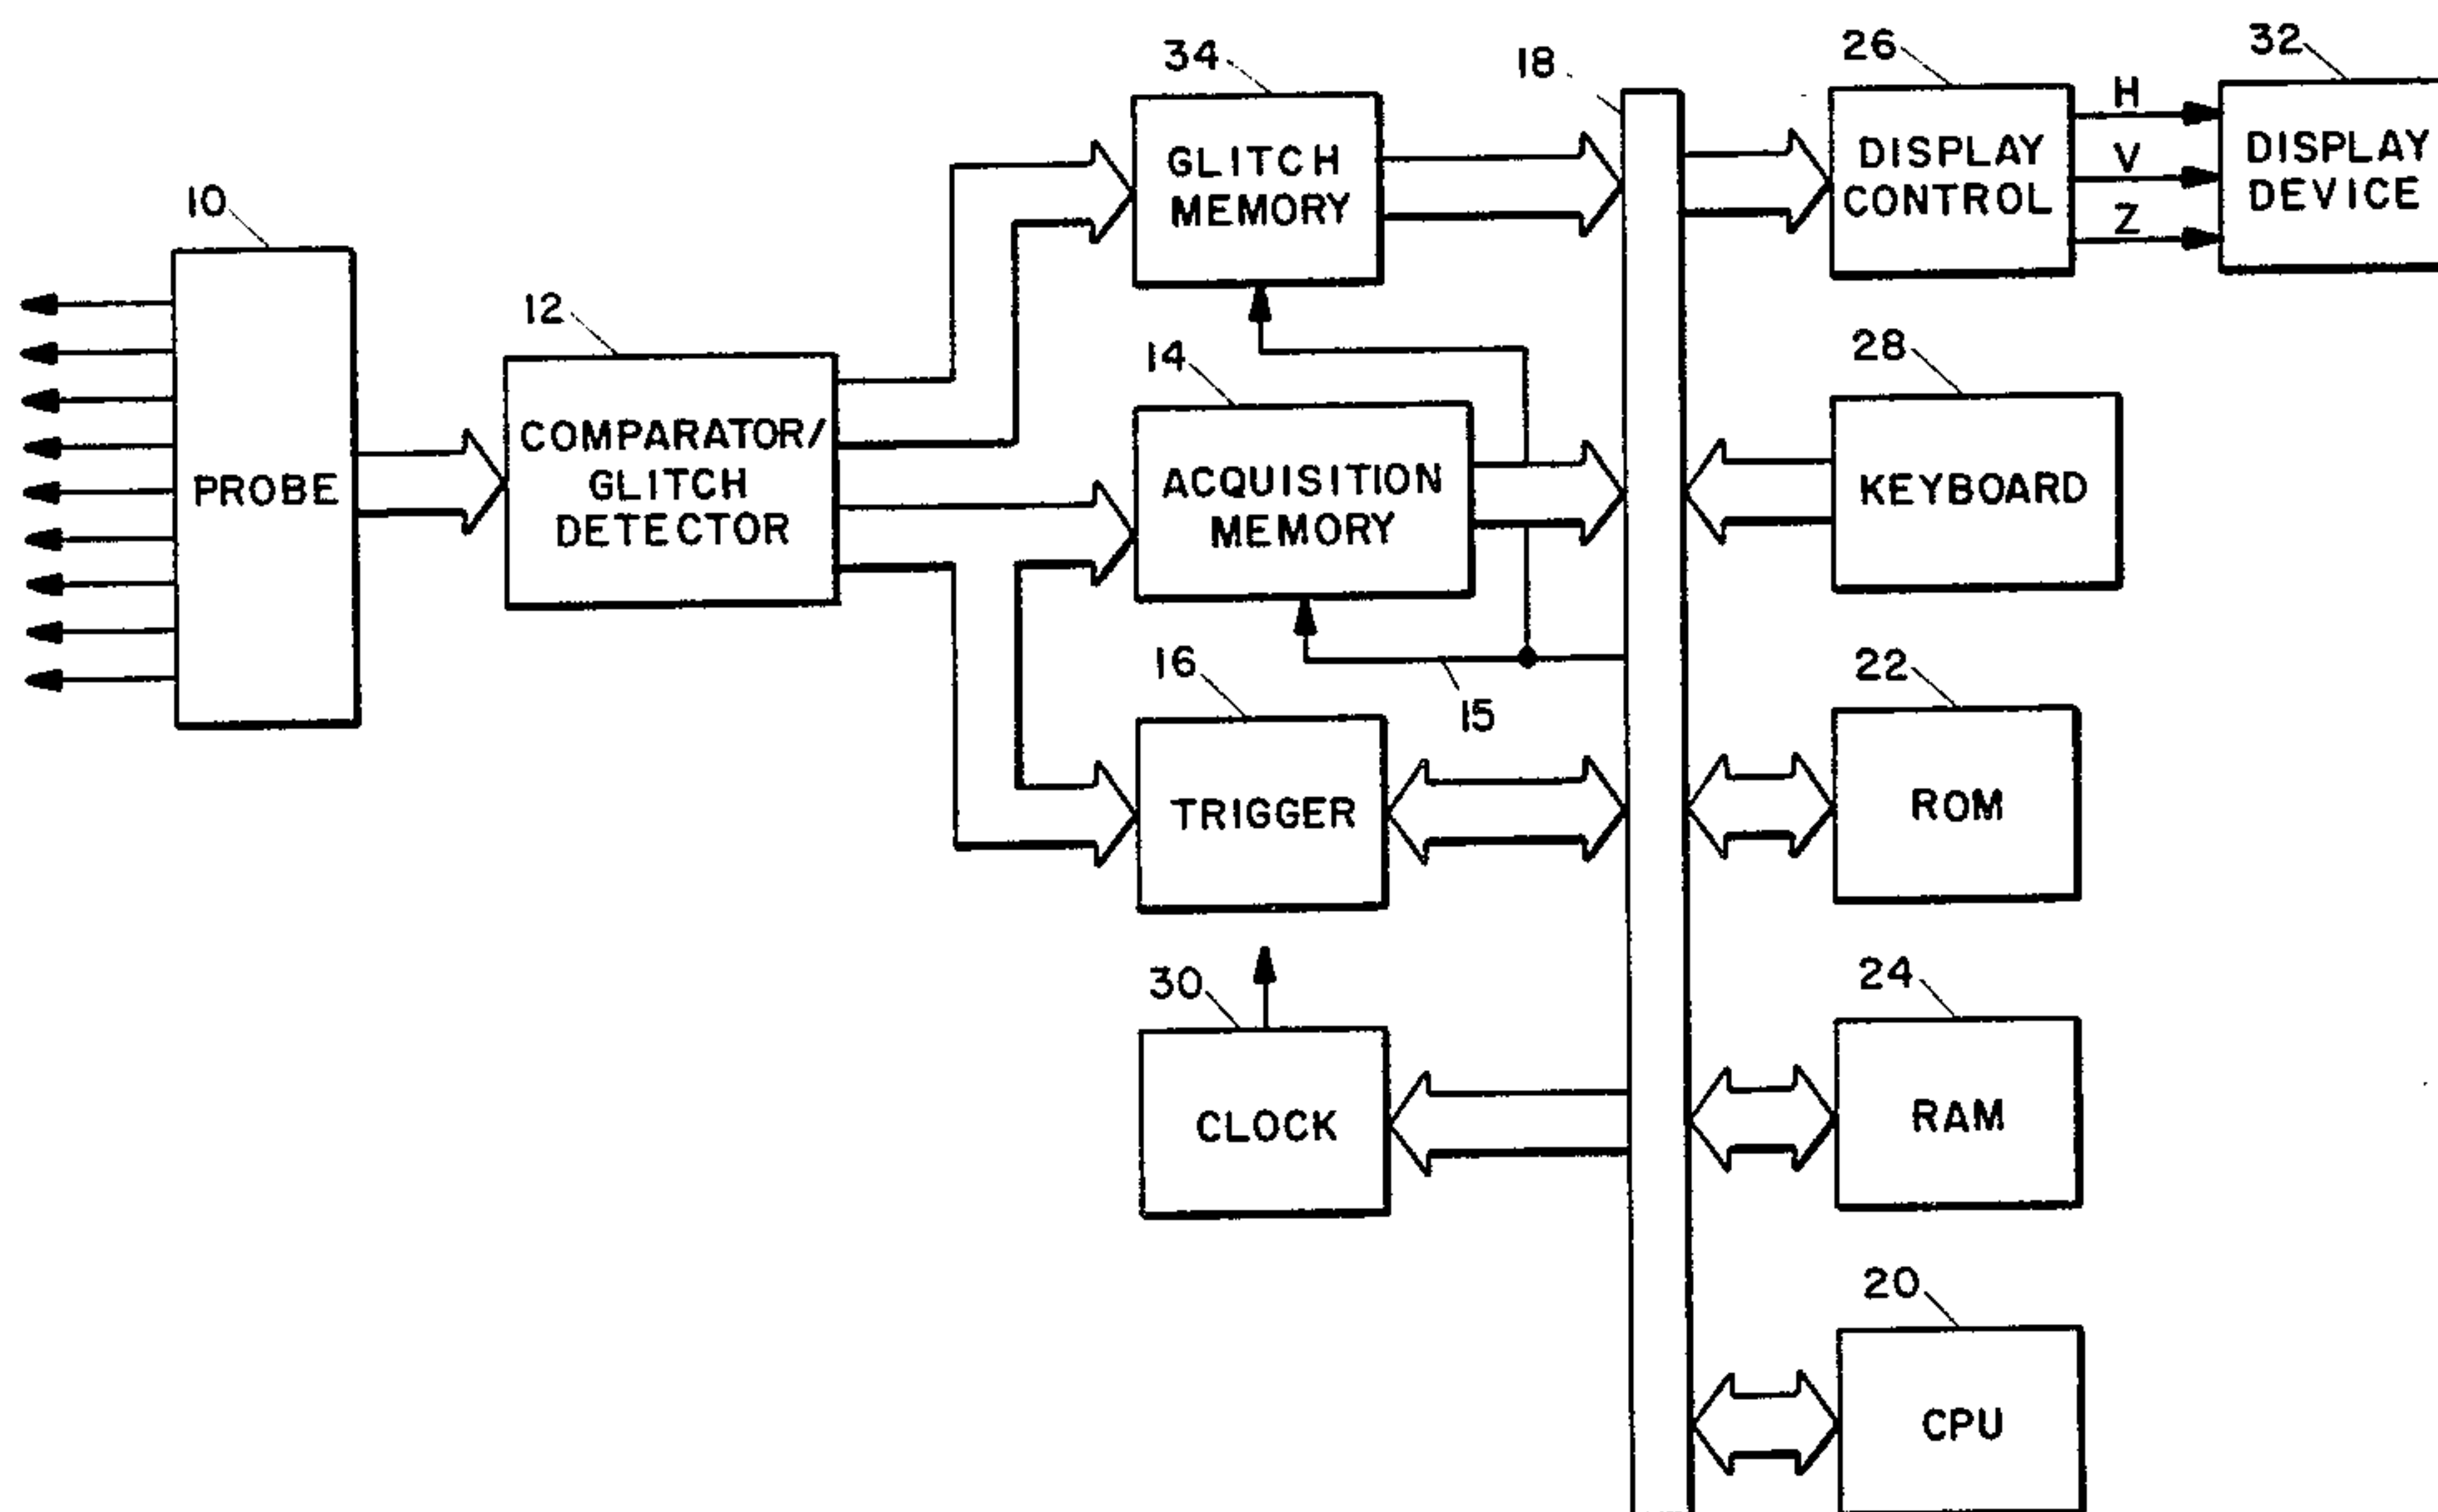 34
18
26
32
H
V
Z
GLITCH
MEMORY
DISPLAY
CONTROL
DISPLAY
DEVICE
10
12
14
28
PROBE
COMPARATOR/
GLITCH
DETECTOR
ACQUISITION
MEMORY
KEYBOARD
16
15
22
TRIGGER
ROM
30
24
CLOCK
RAM
20
CPU